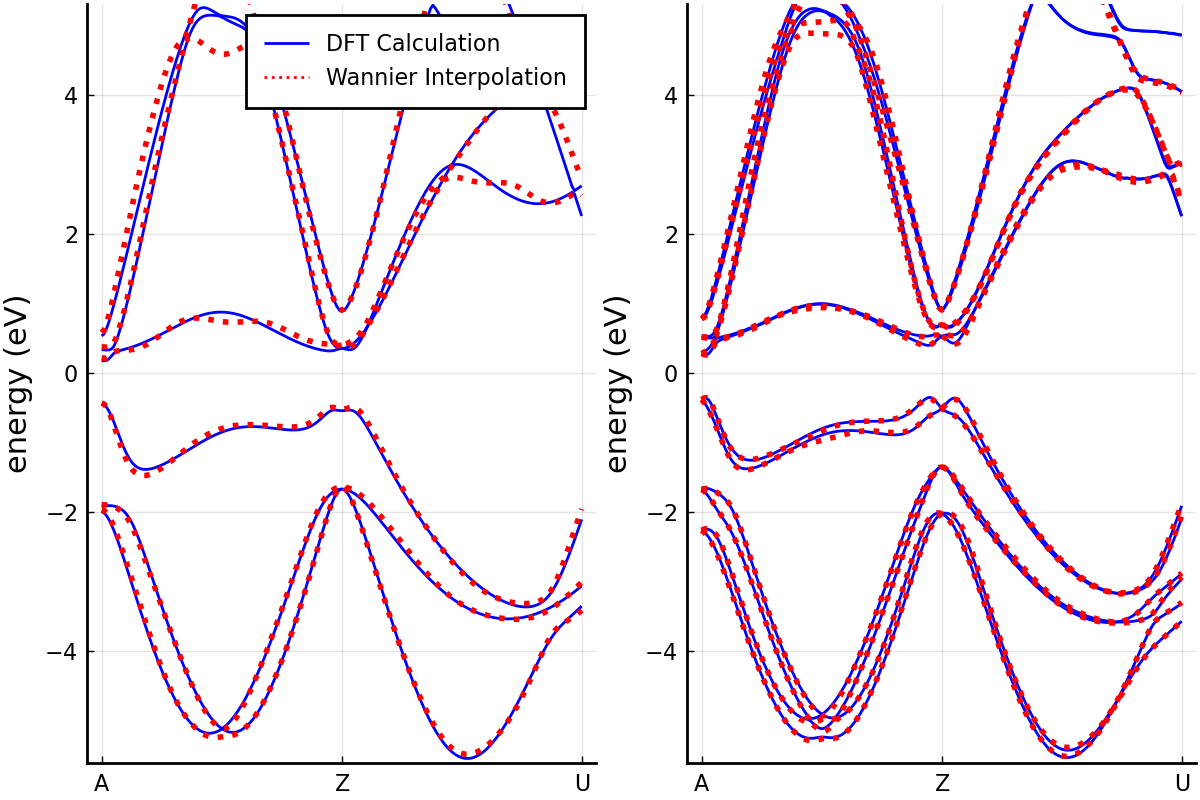 DFT Calculation
Wannier Interpolation
energy (eV)
4
2
0
−2
−4
A Z U
energy (eV)
4
2
0
−2
−4
A Z U